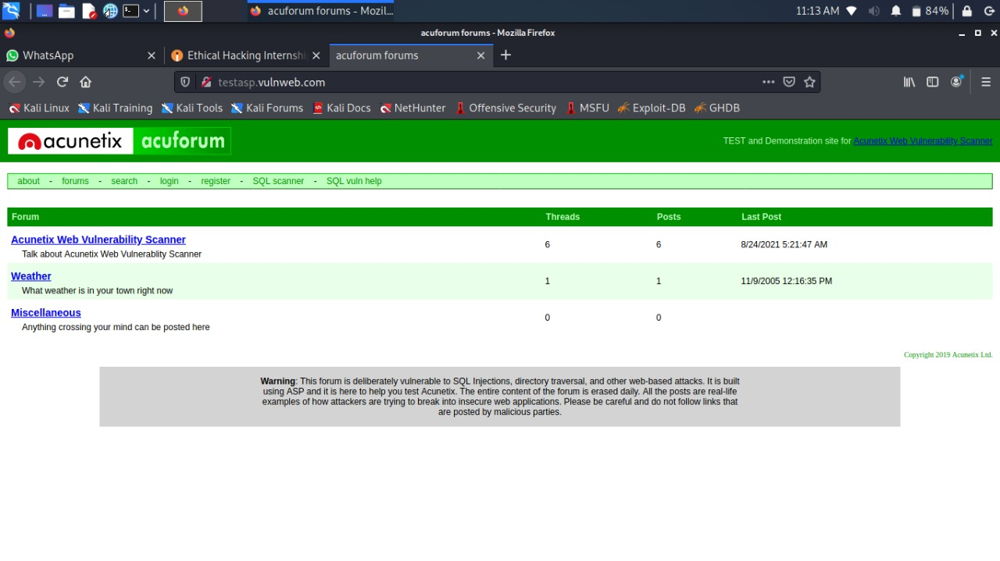 acuforum forums - Mozil...
11:13 AM
84%
acuforum forums - Mozilla Firefox
WhatsApp
Ethical Hacking Internshi
acuforum forums
testasp.vulnweb.com
Kali Linux
Kali Training
Kali Tools
Kali Forums
Kali Docs
NetHunter
Offensive Security
MSFU
Exploit-DB
GHDB
acunetix acuforum
TEST and Demonstration site for Acunetix Web Vulnerability Scanner
about - forums - search - login - register - SQL scanner - SQL vuln help
Forum Threads Posts Last Post
Acunetix Web Vulnerability Scanner
Talk about Acunetix Web Vulnerablity Scanner
6 6 8/24/2021 5:21:47 AM
Weather
What weather is in your town right now
1 1 11/9/2005 12:16:35 PM
Miscellaneous
Anything crossing your mind can be posted here
0 0
Copyright 2019 Acunetix Ltd.
Warning: This forum is deliberately vulnerable to SQL Injections, directory traversal, and other web-based attacks. It is built
using ASP and it is here to help you test Acunetix. The entire content of the forum is erased daily. All the posts are real-life
examples of how attackers are trying to break into insecure web applications. Please be careful and do not follow links that
are posted by malicious parties.